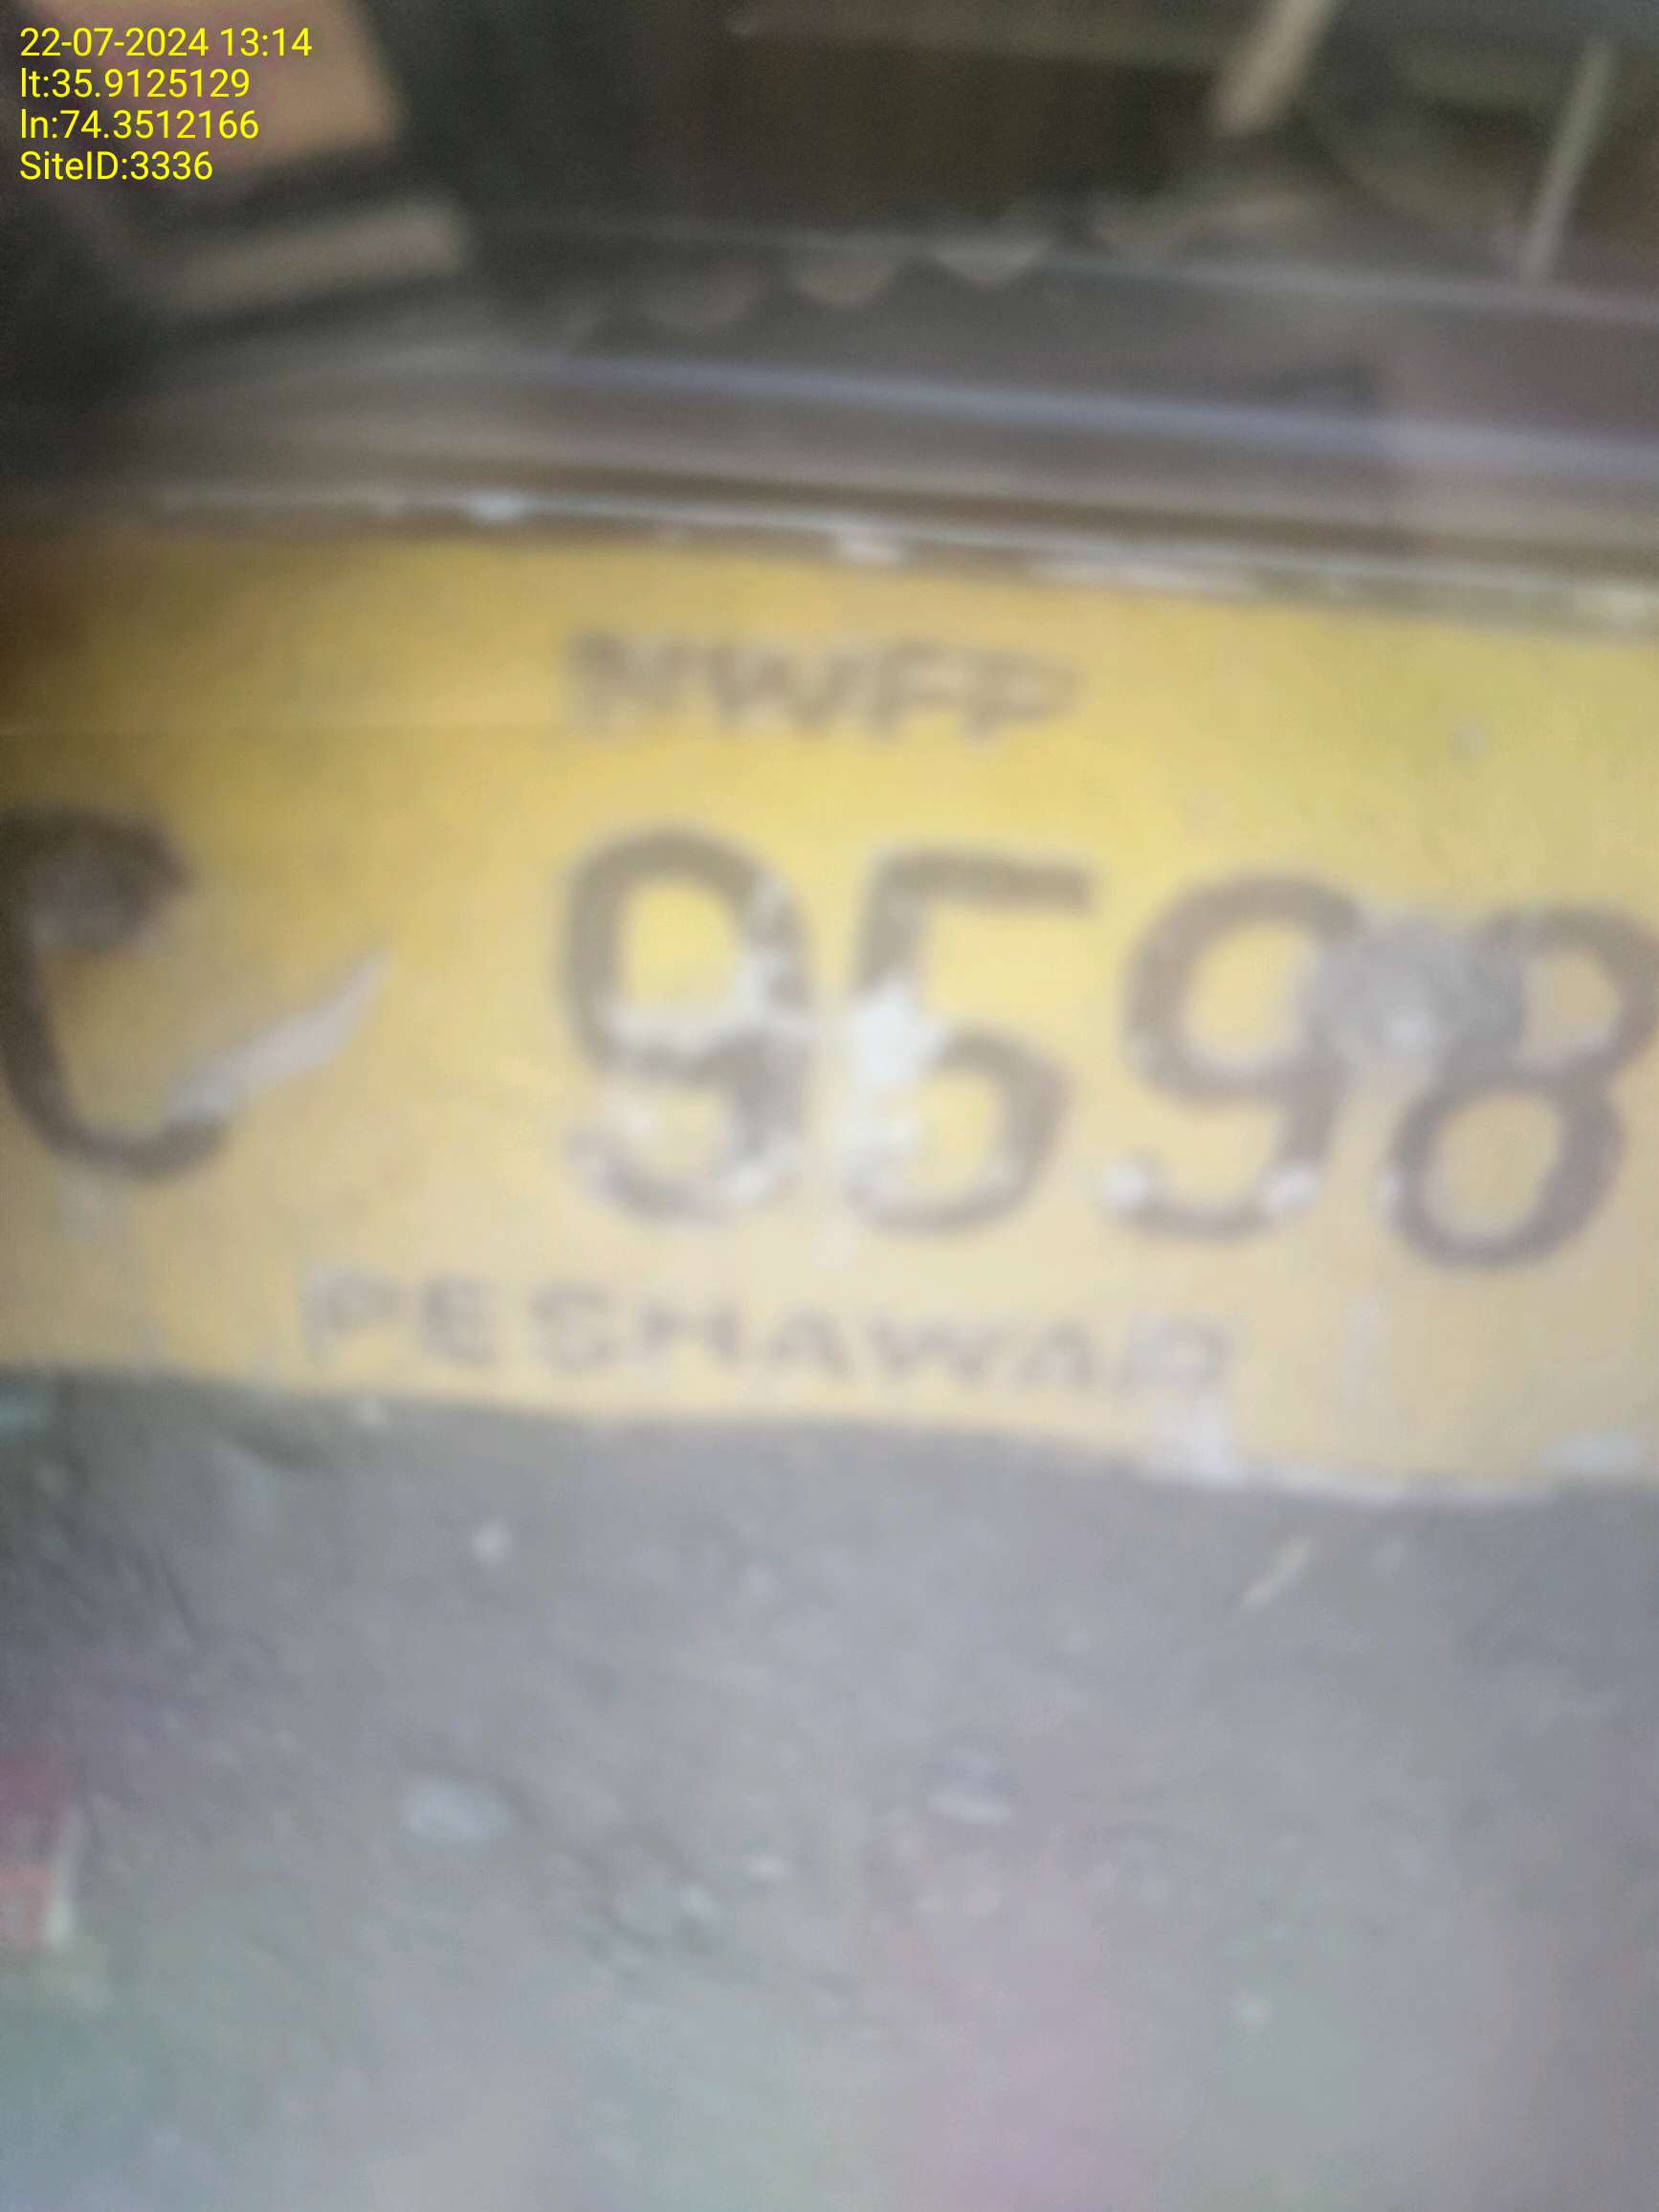 22-07-2024 13:14
lt:35.9125129
ln:74.3512166
SiteID:3336
NWFP
C 9598
PESHAWAR